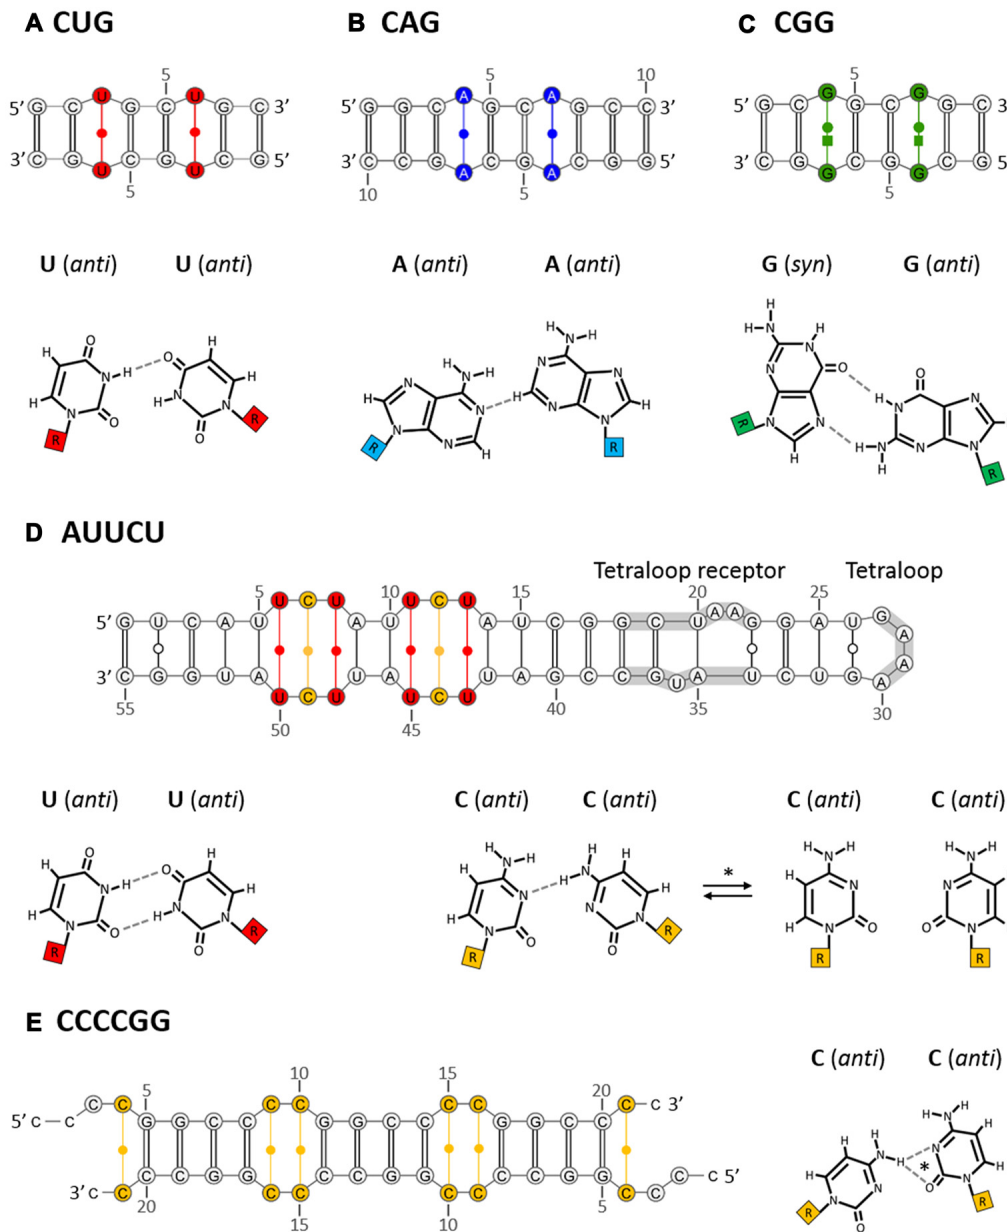 A CUG
B CAG
C CGG
5
5
10
5
5' G C U G C U G C 3'
5' G G C A G C A G C C 3'
G C G G C G G C 3
3' C G U C G U C G 5'
3' C C G A C G A C G G 5'
C G G C G G C G 5
5
10
5
5
U (anti) U (anti)
A (anti) A (anti)
G (syn) G (anti)
H O N H O R
O H N H N O H R
H N N H H N N N H R
H N H N N H N N H R
H H N N H N O N N H R
O H N N H N H N N R
D AUUCU
Tetraloop receptor Tetraloop
5 10 15 20 25
5' G U C A U U C U A U U C U A U C G G C U A A G G A U G A
3' C G G U A U C U U A U C U U A G C C G U A U C U G A A
55 50 45 40 35 30
U (anti) U (anti)
C (anti) C (anti)
*
C (anti) C (anti)
E CCCCGG
5 10 15 20
5' C C C C G G C C C C G G C C C C G G C C C C 3'
3' C C C C G G C C C C G G C C C C G G C C C C 5'
20 15 10 5
C (anti) C (anti)
*